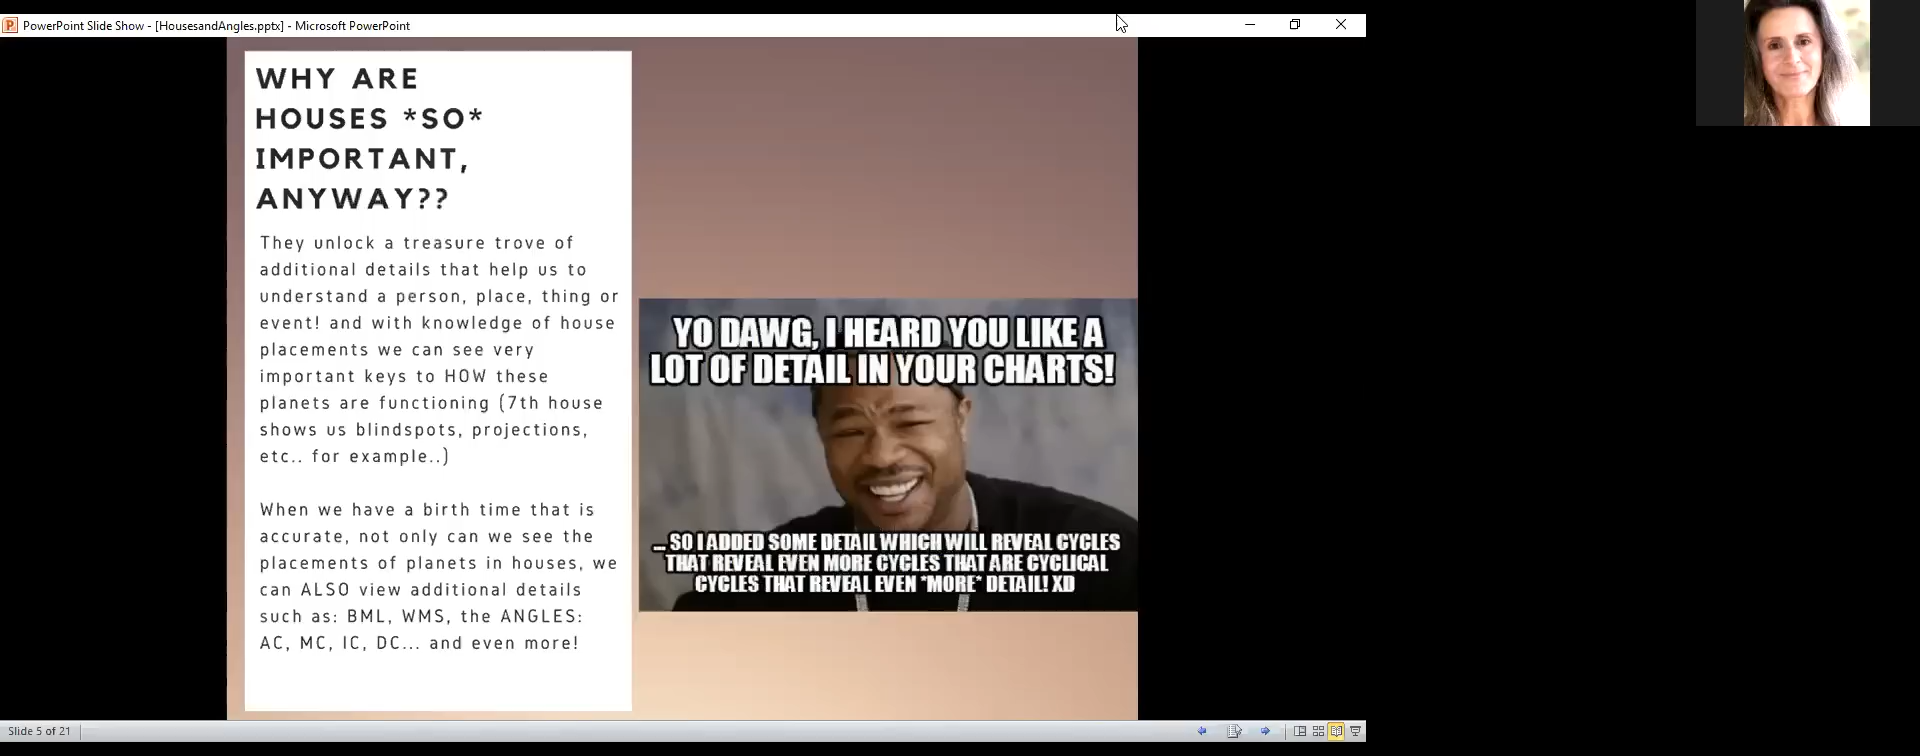 PowerPoint Slide Show - [HousesandAngles.pptx] - Microsoft PowerPoint
WHY ARE
HOUSES *SO*
IMPORTANT,
ANYWAY??
They unlock a treasure trove of
additional details that help us to
understand a person, place, thing or
event! and with knowledge of house
placements we can see very
important keys to HOW these
planets are functioning (7th house
shows us blindspots, projections,
etc.. for example..)
When we have a birth time that is
accurate, not only can we see the
placements of planets in houses, we
can ALSO view additional details
such as: BML, WMS, the ANGLES:
AC, MC, IC, DC... and even more!
YO DAWG, I HEARD YOU LIKE A
LOT OF DETAIL IN YOUR CHARTS!
... SO I ADDED SOME DETAIL WHICH WILL REVEAL CYCLES
THAT REVEAL EVEN MORE CYCLES THAT ARE CYCLICAL
CYCLES THAT REVEAL EVEN *MORE* DETAIL! XD
Slide 5 of 21